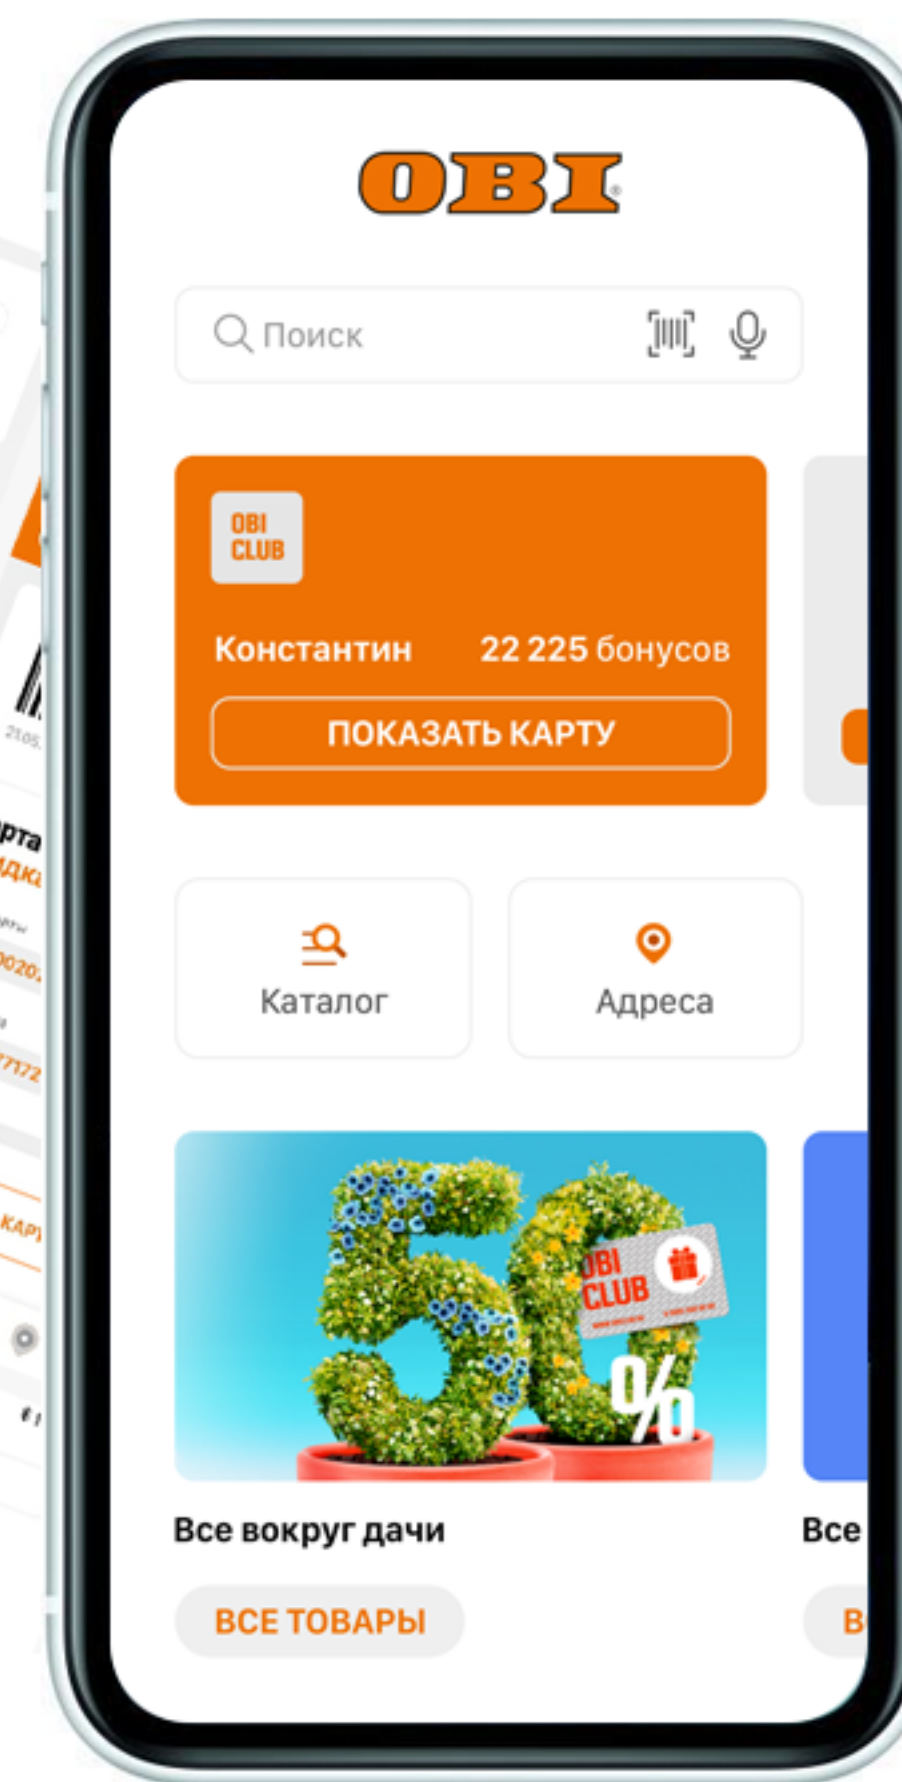 OBI
Поиск
OBI
CLUB
Константин 22 225 бонусов
ПОКАЗАТЬ КАРТУ
Каталог
Адреса
OBI
CLUB
50
%
Все вокруг дачи
Все
ВСЕ ТОВАРЫ